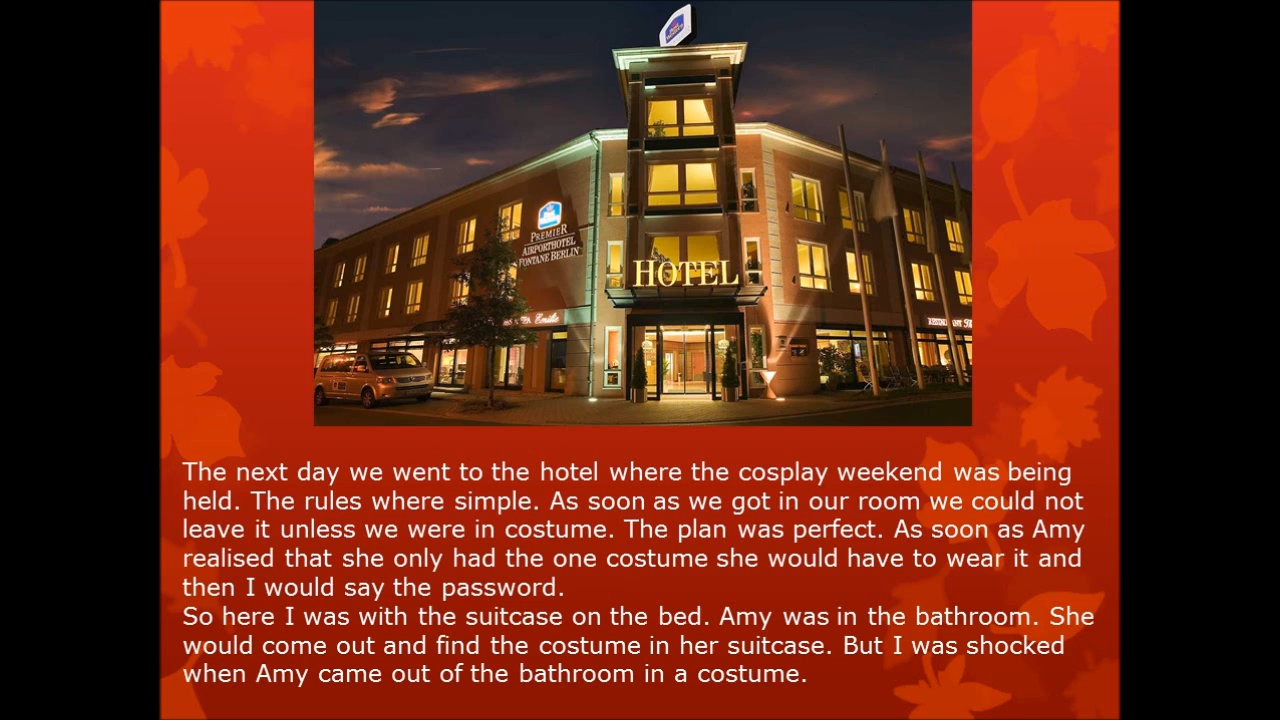 PREMIER
AIRPORTHOTEL
FONTANE BERLIN
HOTEL
Emilie
The next day we went to the hotel where the cosplay weekend was being
held. The rules where simple. As soon as we got in our room we could not
leave it unless we were in costume. The plan was perfect. As soon as Amy
realised that she only had the one costume she would have to wear it and
then I would say the password.
So here I was with the suitcase on the bed. Amy was in the bathroom. She
would come out and find the costume in her suitcase. But I was shocked
when Amy came out of the bathroom in a costume.